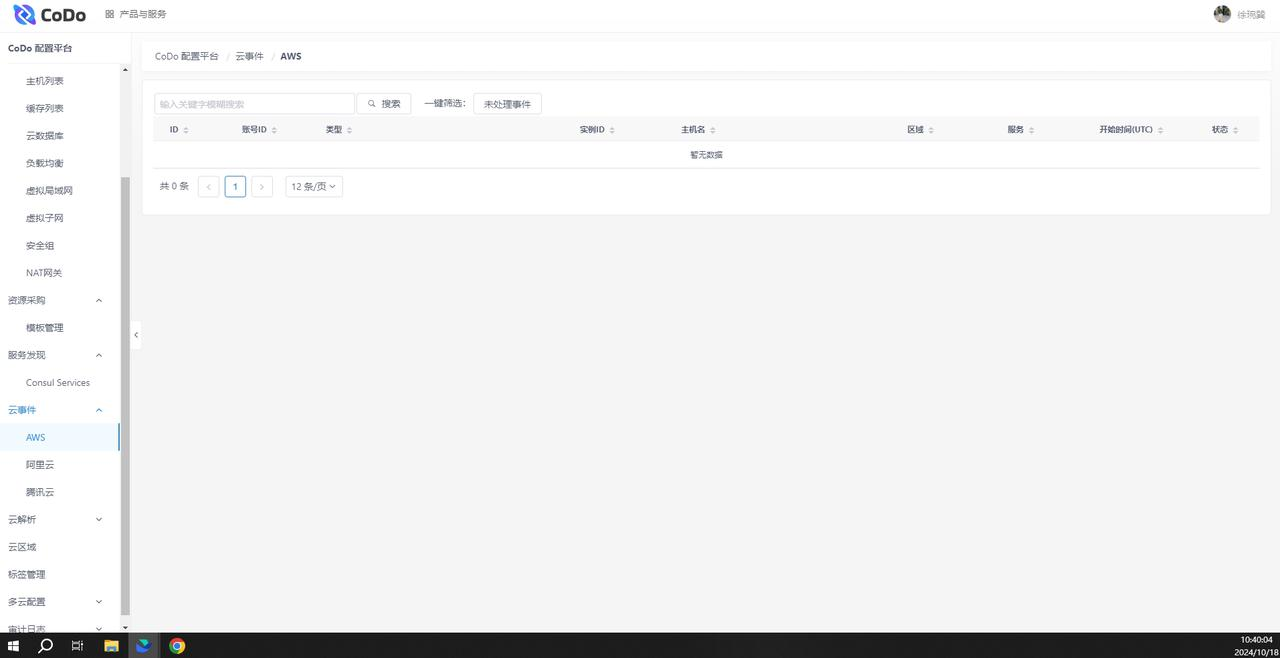 CoDo 产品与服务
CoDo 配置平台
主机列表
缓存列表
云数据库
负载均衡
虚拟局域网
虚拟子网
安全组
NAT网关
资源采购
模板管理
服务发现
Consul Services
云事件
AWS
阿里云
腾讯云
云解析
云区域
标签管理
多云配置
审计日志
CoDo 配置平台 / 云事件 / AWS
输入关键字模糊搜索 搜索 一键筛选: 未处理事件
ID 账号ID 类型 实例ID 主机名 区域 服务 开始时间(UTC) 状态
暂无数据
共 0 条 1 12 条/页
10:40:04
2024/10/18